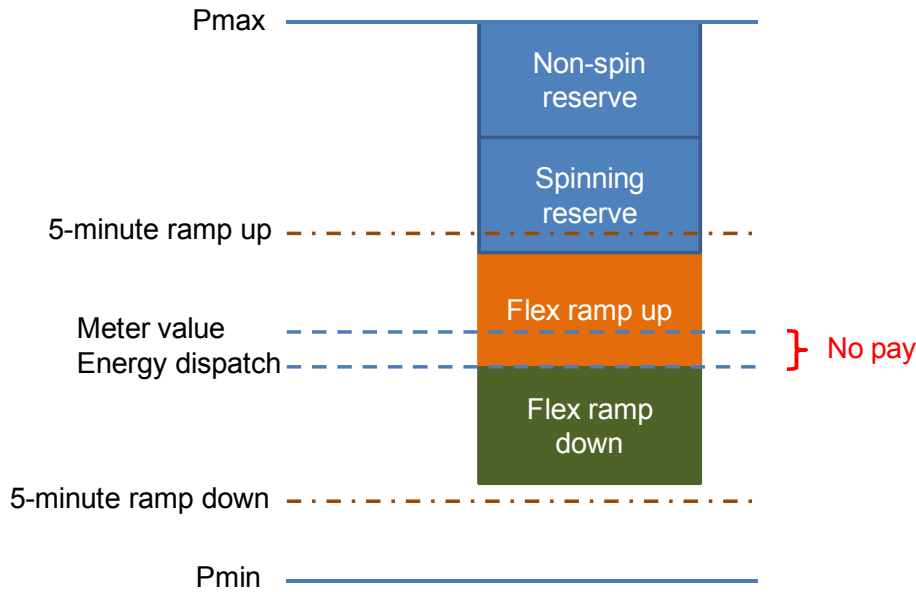 Pmax
Non-spin
reserve
Spinning
reserve
5-minute ramp up
Flex ramp up
Meter value
No pay
Energy dispatch
Flex ramp
down
5-minute ramp down
Pmin